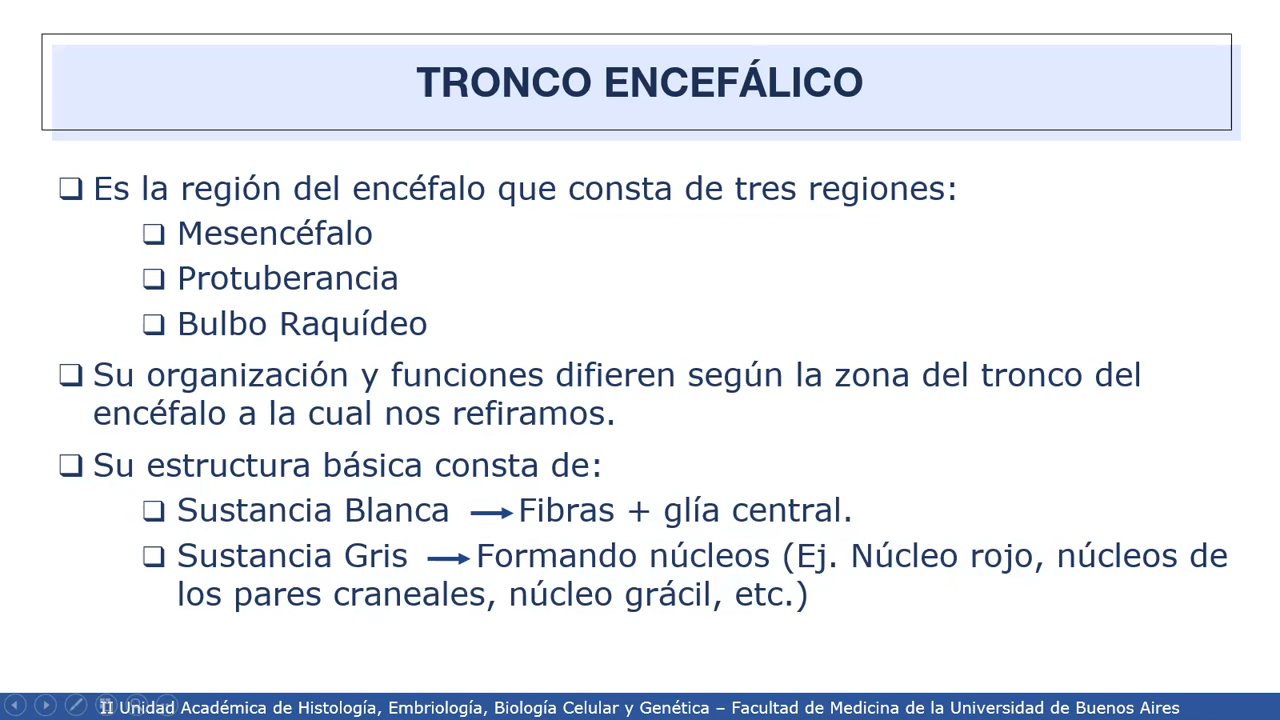 TRONCO ENCEFÁLICO
❑ Es la región del encéfalo que consta de tres regiones:
❑ Mesencéfalo
❑ Protuberancia
❑ Bulbo Raquídeo
❑ Su organización y funciones difieren según la zona del tronco del
encéfalo a la cual nos refiramos.
❑ Su estructura básica consta de:
❑ Sustancia Blanca → Fibras + glía central.
❑ Sustancia Gris → Formando núcleos (Ej. Núcleo rojo, núcleos de
los pares craneales, núcleo grácil, etc.)
II Unidad Académica de Histología, Embriología, Biología Celular y Genética – Facultad de Medicina de la Universidad de Buenos Aires